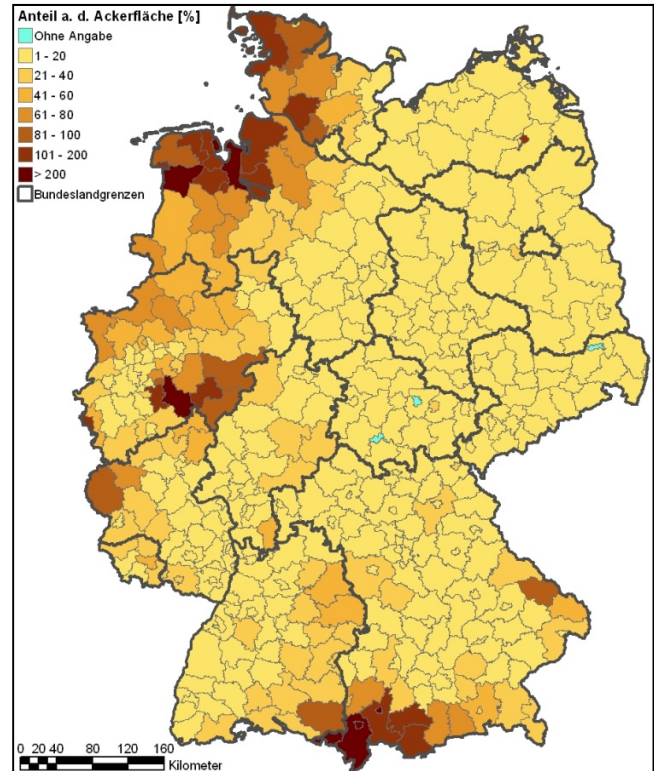 Anteil a. d. Ackerfläche [%]
Ohne Angabe
1 - 20
21 - 40
41 - 60
61 - 80
81 - 100
101 - 200
> 200
Bundeslandgrenzen
0 20 40 80 120 160
Kilometer